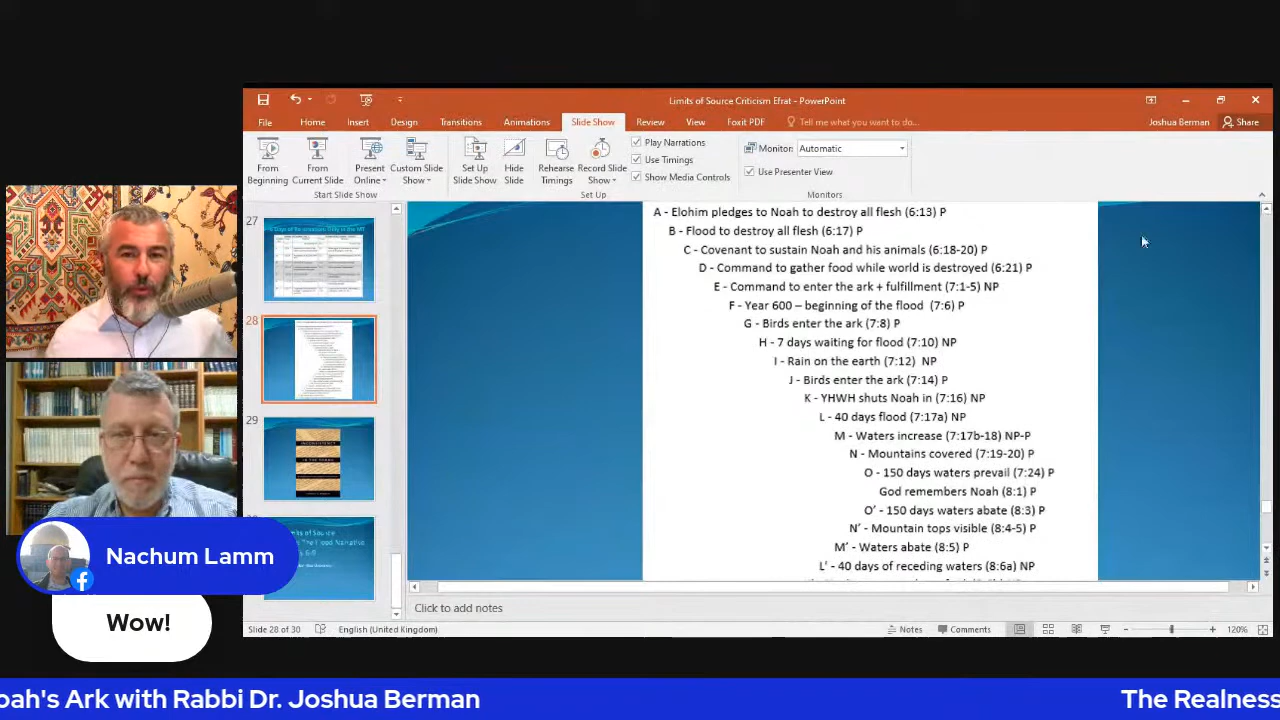 Limits of Source Criticism Efrat - PowerPoint
File Home Insert Design Transitions Animations Slide Show Review View Foxit PDF Tell me what you want to do... Joshua Berman Share
From Beginning
From Current Slide
Present Online
Custom Slide Show
Start Slide Show
Set Up Slide Show
Hide Slide
Rehearse Timings
Record Slide Show
Play Narrations
Use Timings
Show Media Controls
Set Up
Monitor: Automatic
Use Presenter View
Monitors
27
28
29
INCONSISTENCY
IN THE TORAH
A - Elohim pledges to Noah to destroy all flesh (6:13) P
B - Flood to destroy all flesh (6:17) P
C - Covenant to sustain Noah and his animals (6:18-20) P
D - Command to gather food while world is destroyed (6:21) P
E - Command to enter the ark + fulfillment (7:1-5) NP
F - Year 600 – beginning of the flood (7:6) P
G - Birds enter the ark (7:8) P
H - 7 days waiting for flood (7:10) NP
I - Rain on the earth (7:12) NP
J - Birds enter the ark (7:14) P
K - YHWH shuts Noah in (7:16) NP
L - 40 days flood (7:17a) NP
M - Waters increase (7:17b-18) NP-P
N - Mountains covered (7:19-20) P
O - 150 days waters prevail (7:24) P
God remembers Noah (8:1) P
O' - 150 days waters abate (8:3) P
N' - Mountain tops visible (8:4-5) P
M' - Waters abate (8:5) P
L' - 40 days of receding waters (8:6a) NP
Click to add notes
Slide 28 of 30 English (United Kingdom) Notes Comments 120%
Nachum Lamm
Wow!
oah's Ark with Rabbi Dr. Joshua Berman
The Realness